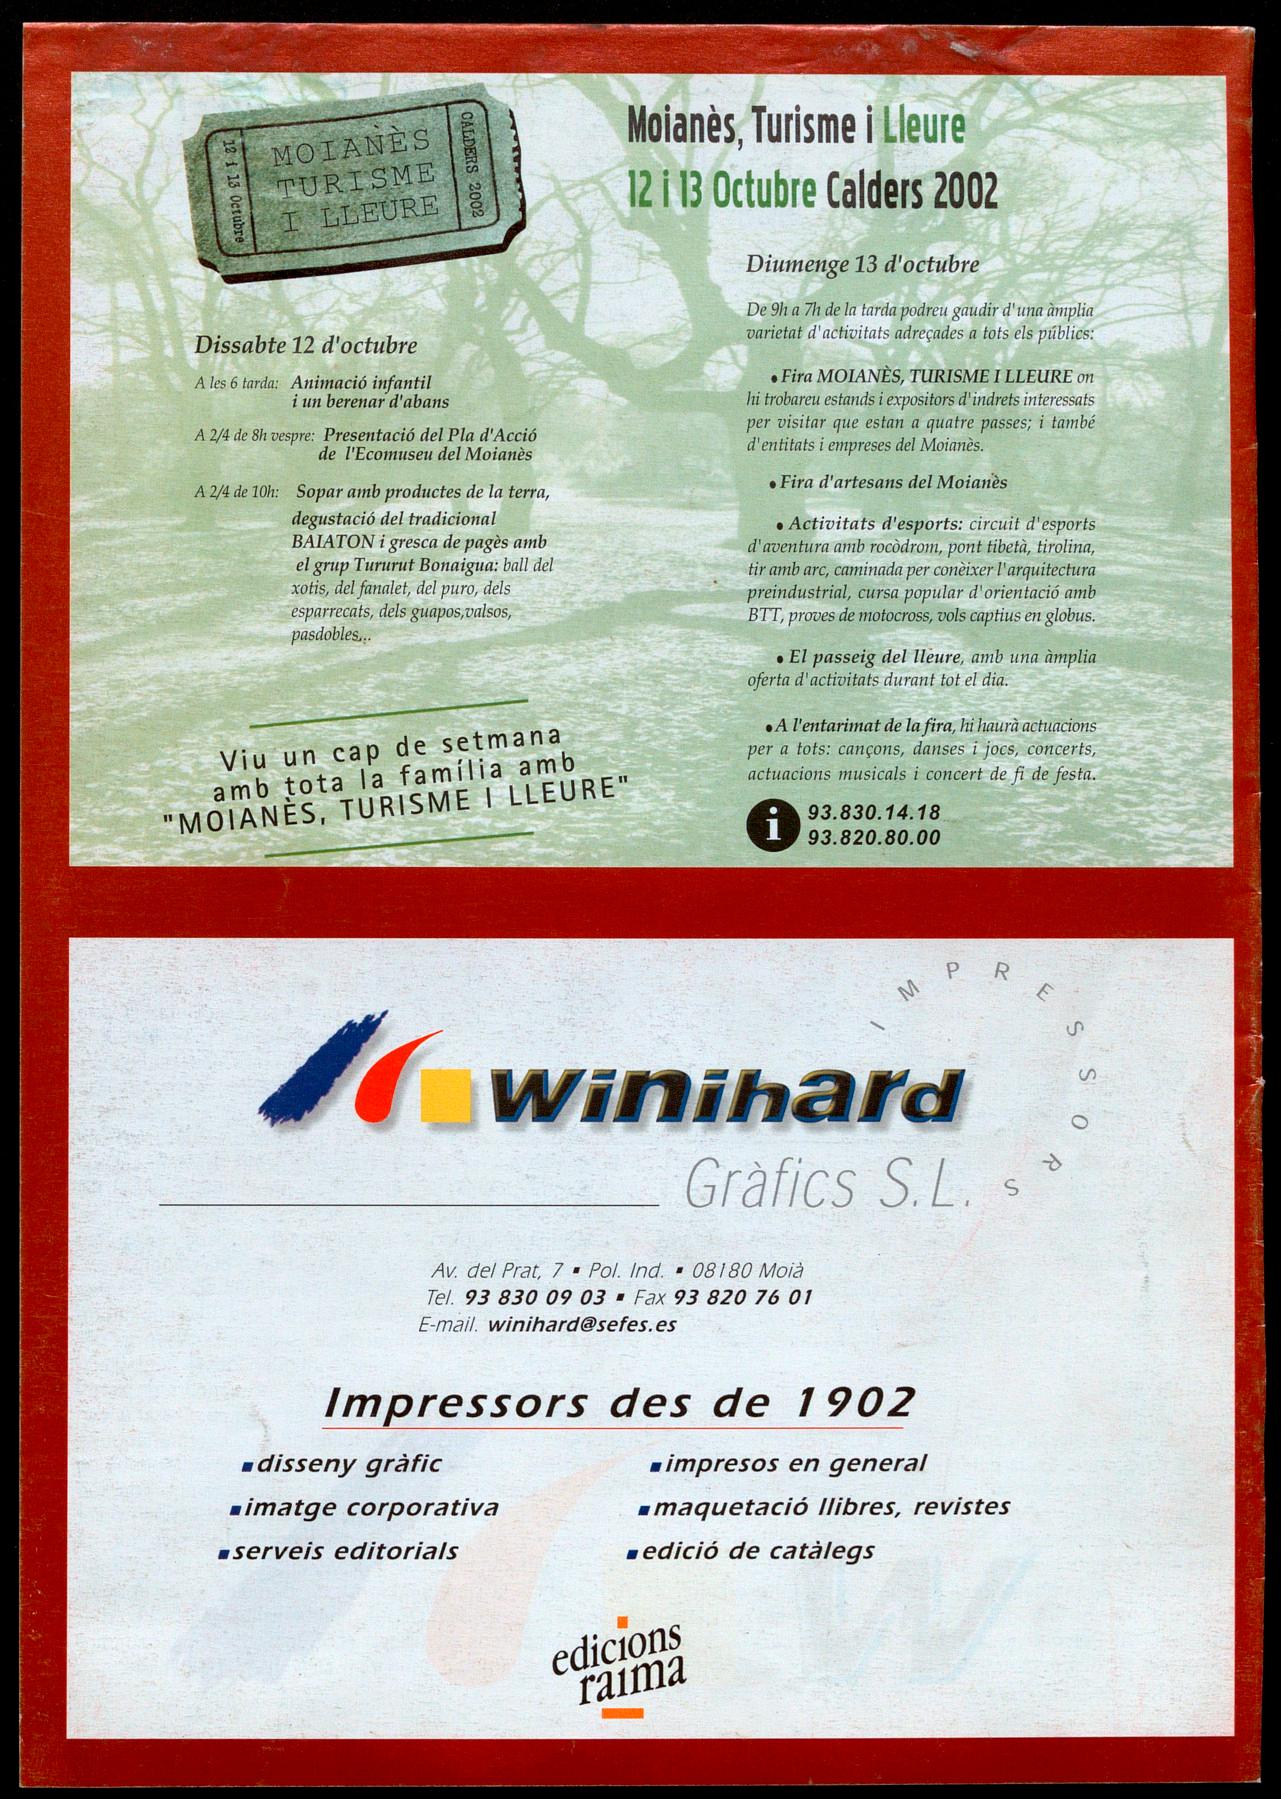 MOIANÈS
TURISME
I LLEURE
12 i 13 Octubre
CALDERS 2002
Moianès, Turisme i Lleure
12 i 13 Octubre Calders 2002
Dissabte 12 d'octubre
A les 6 tarda: Animació infantil
i un berenar d'abans
A 2/4 de 8h vespre: Presentació del Pla d'Acció
de l'Ecomuseu del Moianès
A 2/4 de 10h: Sopar amb productes de la terra,
degustació del tradicional
BAIATON i gresca de pagès amb
el grup Tururut Bonaigua: ball del
xotis, del fanalet, del puro, dels
esparrecats, dels guapos,valsos,
pasdobles...
Viu un cap de setmana
amb tota la família amb
"MOIANÈS, TURISME I LLEURE"
Diumenge 13 d'octubre
De 9h a 7h de la tarda podreu gaudir d'una àmplia
varietat d'activitats adreçades a tots els públics:
• Fira MOIANÈS, TURISME I LLEURE on
hi trobareu estands i expositors d'indrets interessats
per visitar que estan a quatre passes; i també
d'entitats i empreses del Moianès.
• Fira d'artesans del Moianès
• Activitats d'esports: circuit d'esports
d'aventura amb rocòdrom, pont tibetà, tirolina,
tir amb arc, caminada per conèixer l'arquitectura
preindustrial, cursa popular d'orientació amb
BTT, proves de motocross, vols captius en globus.
• El passeig del lleure, amb una àmplia
oferta d'activitats durant tot el dia.
• A l'entarimat de la fira, hi haurà actuacions
per a tots: cançons, danses i jocs, concerts,
actuacions musicals i concert de fi de festa.
i 93.830.14.18
93.820.80.00
IMPRESSORS
winihard
Gràfics S.L.
Av. del Prat, 7 ▪ Pol. Ind. ▪ 08180 Moià
Tel. 93 830 09 03 ▪ Fax 93 820 76 01
E-mail. winihard@sefes.es
Impressors des de 1902
▪ disseny gràfic
▪ imatge corporativa
▪ serveis editorials
▪ impresos en general
▪ maquetació llibres, revistes
▪ edició de catàlegs
edicions
raima